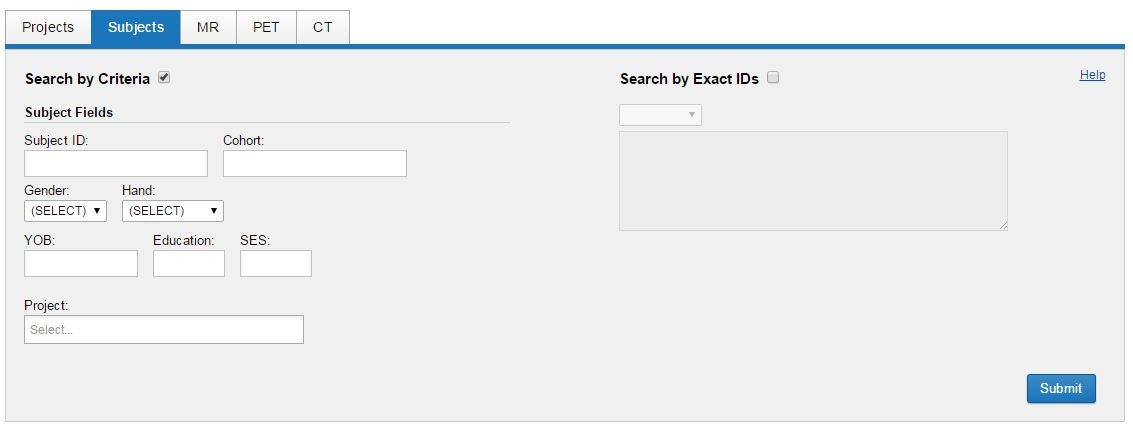 Projects Subjects MR PET CT
Search by Criteria
Subject Fields
Subject ID: Cohort:
Gender: Hand:
(SELECT) (SELECT)
YOB: Education: SES:
Project:
Select...
Search by Exact IDs
Help
Submit